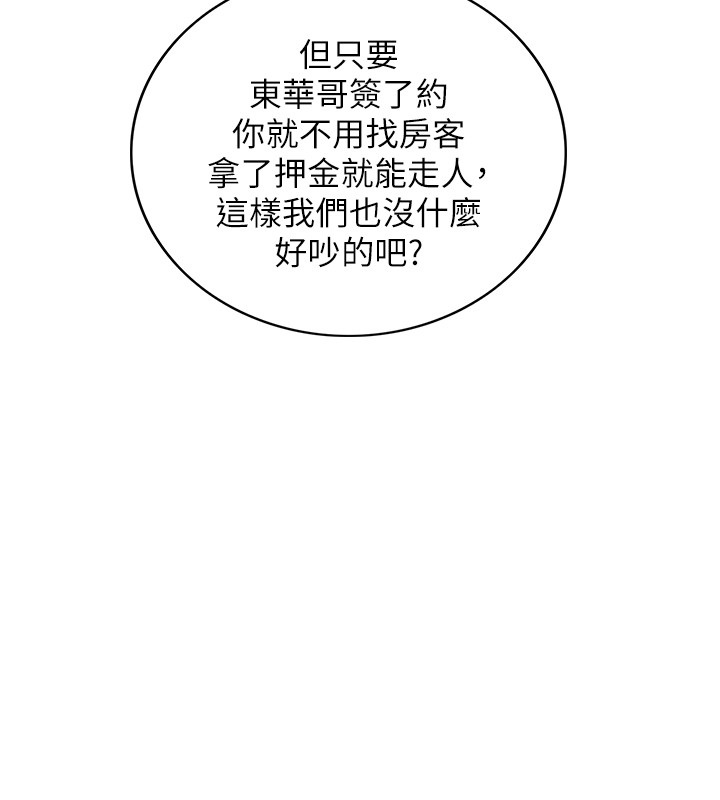 但只要
東華哥簽了約
你就不用找房客
拿了押金就能走人，
這樣我們也沒什麼
好吵的吧?